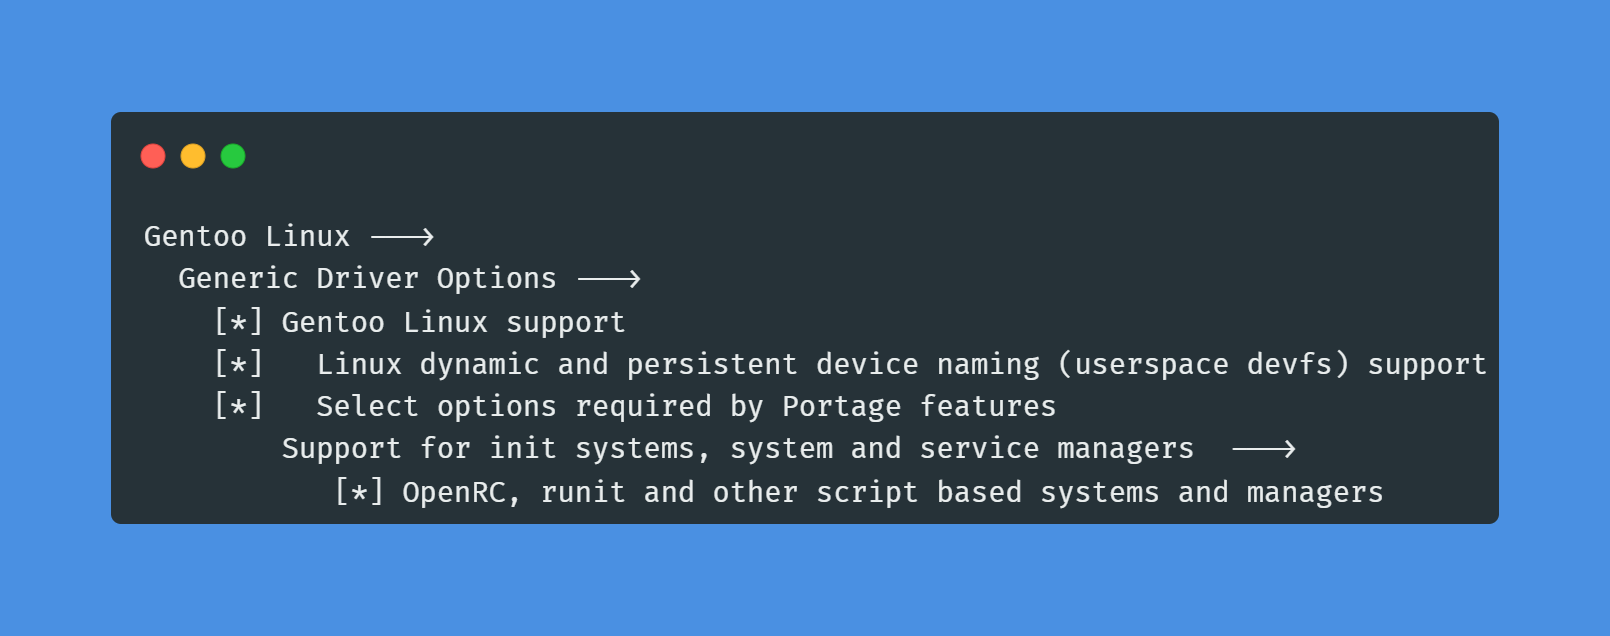 Gentoo Linux --->
  Generic Driver Options --->
    [*] Gentoo Linux support
    [*]   Linux dynamic and persistent device naming (userspace devfs) support
    [*]   Select options required by Portage features
        Support for init systems, system and service managers  --->
           [*] OpenRC, runit and other script based systems and managers